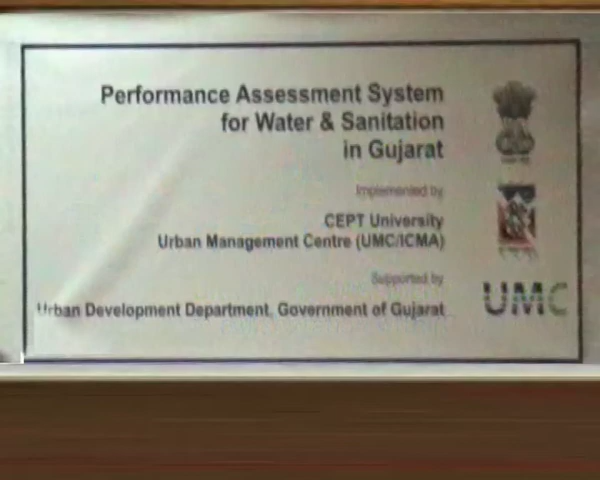 Performance Assessment System
for Water & Sanitation
in Gujarat
Implemented by
CEPT University
Urban Management Centre (UMC/ICMA)
Supported by
Urban Development Department, Government of Gujarat
UMC